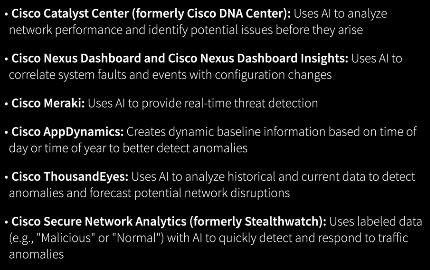 • Cisco Catalyst Center (formerly Cisco DNA Center): Uses AI to analyze
network performance and identify potential issues before they arise
• Cisco Nexus Dashboard and Cisco Nexus Dashboard Insights: Uses AI to
correlate system faults and events with configuration changes
• Cisco Meraki: Uses AI to provide real-time threat detection
• Cisco AppDynamics: Creates dynamic baseline information based on time of
day or time of year to better detect anomalies
• Cisco ThousandEyes: Uses AI to analyze historical and current data to detect
anomalies and forecast potential network disruptions
• Cisco Secure Network Analytics (formerly Stealthwatch): Uses labeled data
(e.g., "Malicious" or "Normal") with AI to quickly detect and respond to traffic
anomalies